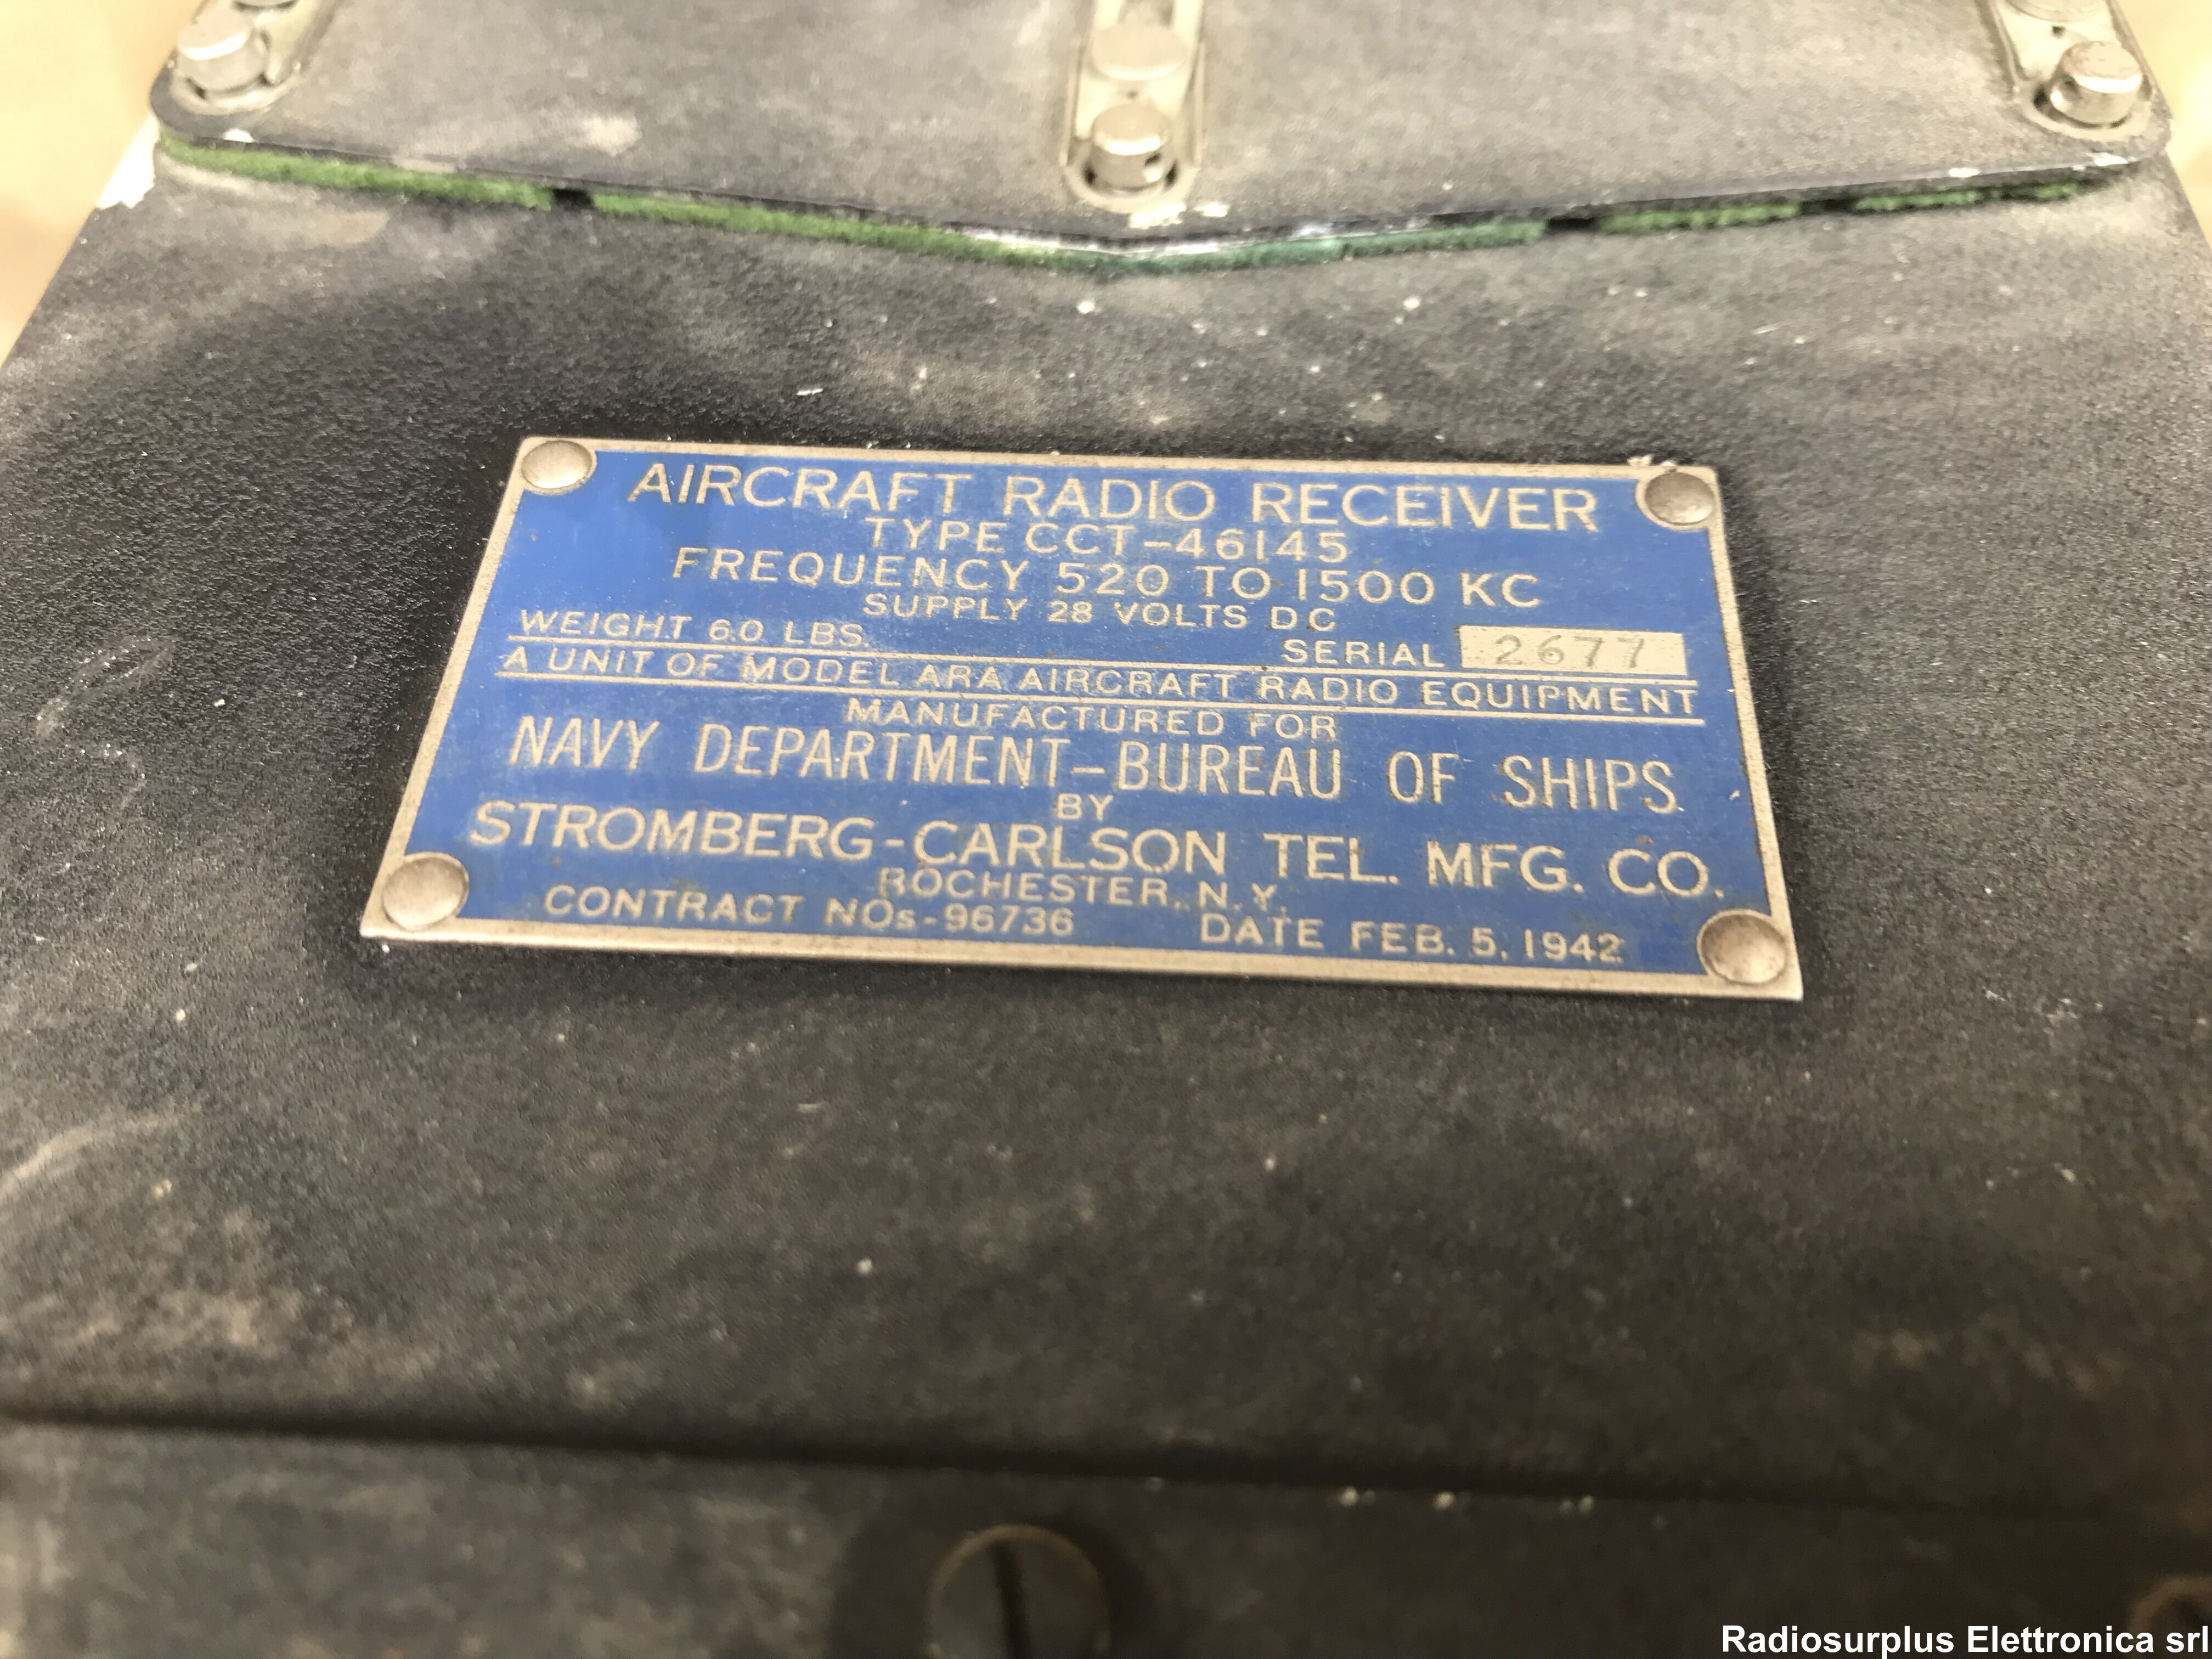 AIRCRAFT RADIO RECEIVER
TYPE CCT-46145
FREQUENCY 520 TO 1500 KC
SUPPLY 28 VOLTS DC
WEIGHT 6.0 LBS. SERIAL 2677
A UNIT OF MODEL ARA AIRCRAFT RADIO EQUIPMENT
MANUFACTURED FOR
NAVY DEPARTMENT-BUREAU OF SHIPS
BY
STROMBERG-CARLSON TEL. MFG. CO.
ROCHESTER, N.Y.
CONTRACT NOs-96736 DATE FEB. 5, 1942
Radiosurplus Elettronica srl